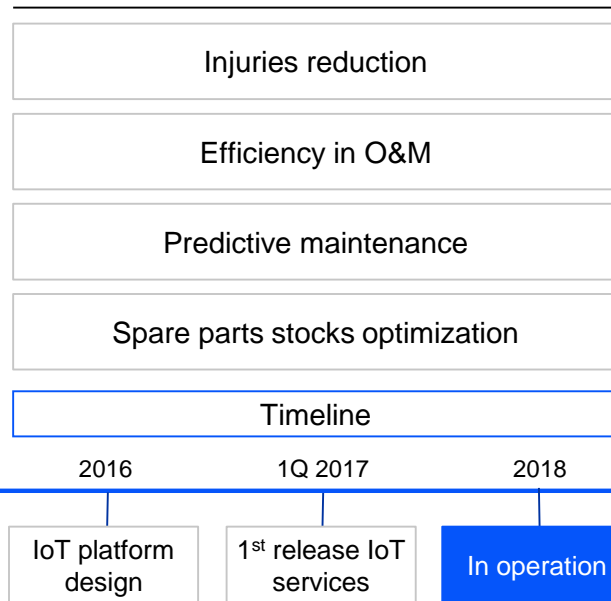 Injuries reduction
Efficiency in O&M
Predictive maintenance
Spare parts stocks optimization
Timeline
2016 1Q 2017 2018
IoT platform design
1st release IoT services
In operation